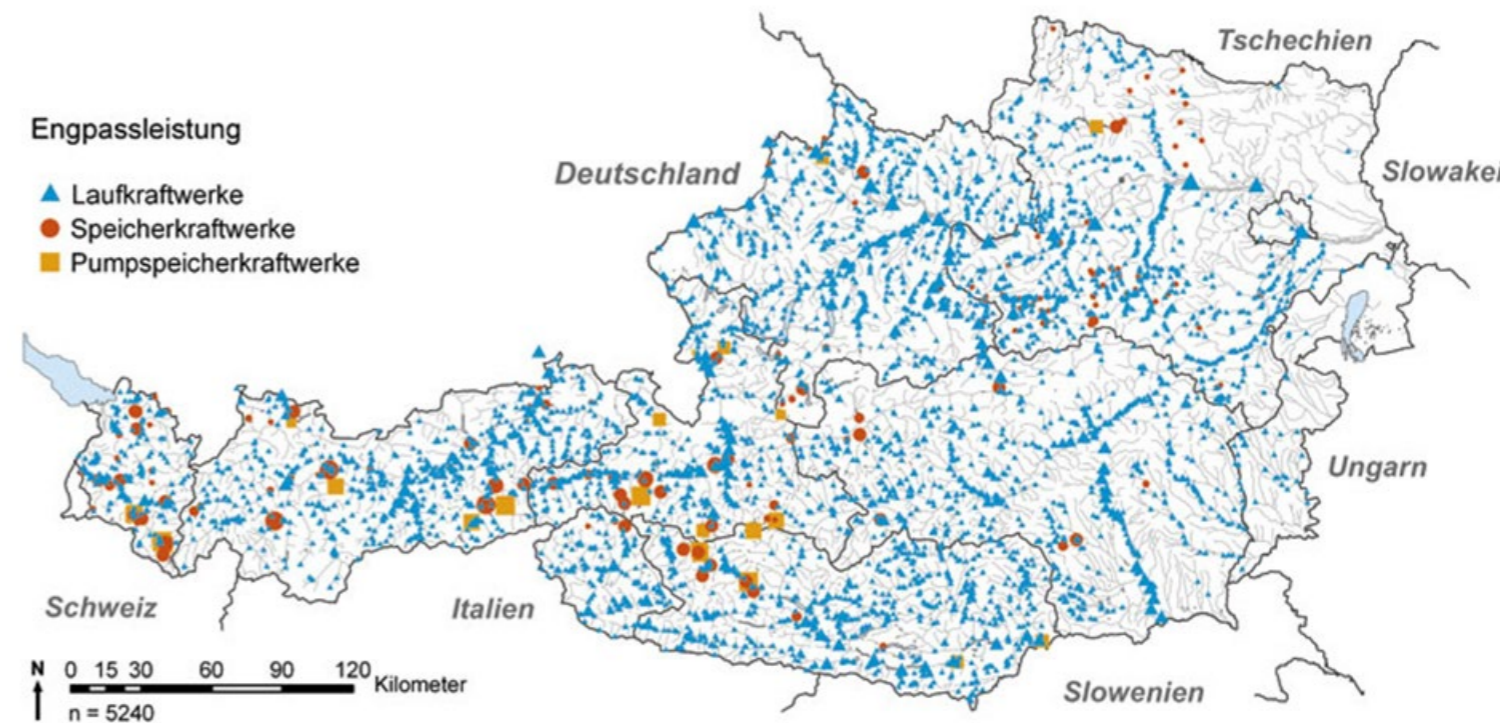 Tschechien
Engpassleistung
Deutschland
Slowakei
Laufkraftwerke
Speicherkraftwerke
Pumpspeicherkraftwerke
Ungarn
Schweiz
Italien
Slowenien
N 0 15 30 60 90 120 Kilometer
n = 5240